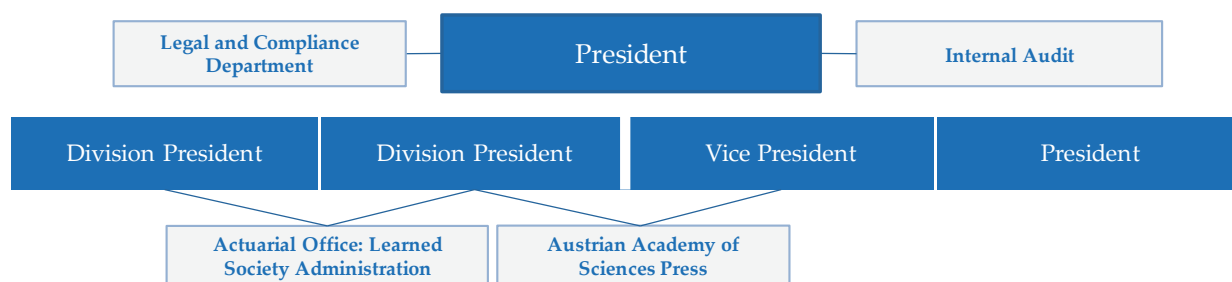 Legal and Compliance
Department
President
Internal Audit
Division President
Division President
Vice President
President
Actuarial Office: Learned
Society Administration
Austrian Academy of
Sciences Press